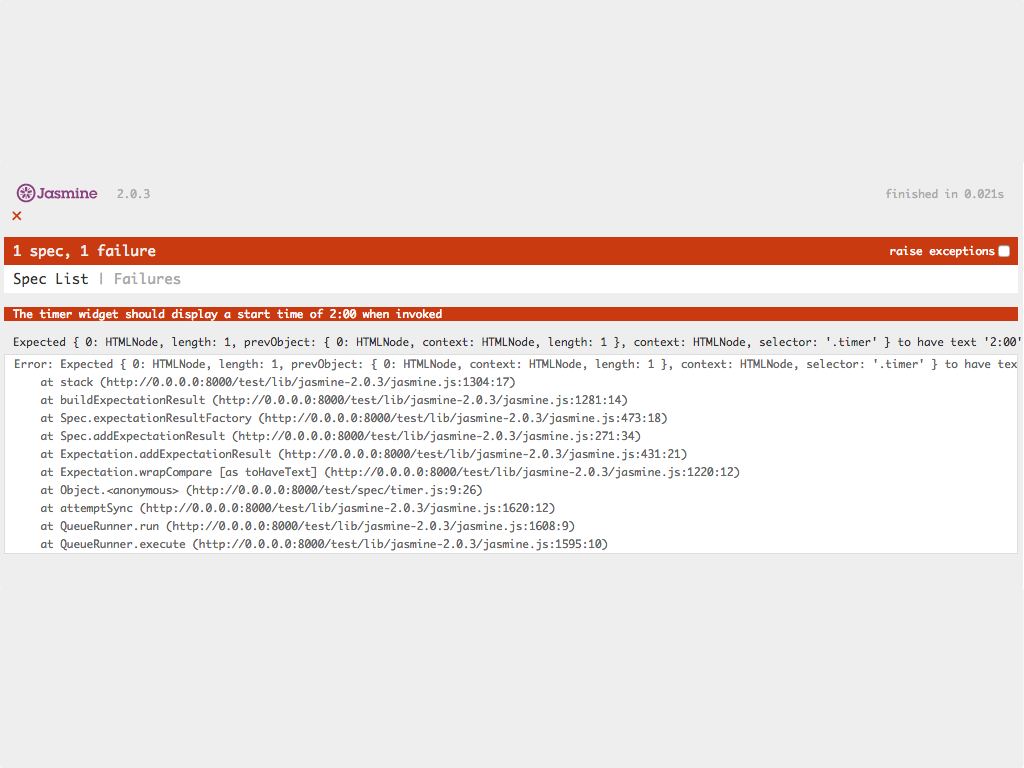 Jasmine 2.0.3 finished in 0.021s
×
1 spec, 1 failure raise exceptions
Spec List | Failures
The timer widget should display a start time of 2:00 when invoked
Expected { 0: HTMLNode, length: 1, prevObject: { 0: HTMLNode, context: HTMLNode, length: 1 }, context: HTMLNode, selector: '.timer' } to have text '2:00'
Error: Expected { 0: HTMLNode, length: 1, prevObject: { 0: HTMLNode, context: HTMLNode, length: 1 }, context: HTMLNode, selector: '.timer' } to have tex
at stack (http://0.0.0.0:8000/test/lib/jasmine-2.0.3/jasmine.js:1304:17)
at buildExpectationResult (http://0.0.0.0:8000/test/lib/jasmine-2.0.3/jasmine.js:1281:14)
at Spec.expectationResultFactory (http://0.0.0.0:8000/test/lib/jasmine-2.0.3/jasmine.js:473:18)
at Spec.addExpectationResult (http://0.0.0.0:8000/test/lib/jasmine-2.0.3/jasmine.js:271:34)
at Expectation.addExpectationResult (http://0.0.0.0:8000/test/lib/jasmine-2.0.3/jasmine.js:431:21)
at Expectation.wrapCompare [as toHaveText] (http://0.0.0.0:8000/test/lib/jasmine-2.0.3/jasmine.js:1220:12)
at Object.<anonymous> (http://0.0.0.0:8000/test/spec/timer.js:9:26)
at attemptSync (http://0.0.0.0:8000/test/lib/jasmine-2.0.3/jasmine.js:1620:12)
at QueueRunner.run (http://0.0.0.0:8000/test/lib/jasmine-2.0.3/jasmine.js:1608:9)
at QueueRunner.execute (http://0.0.0.0:8000/test/lib/jasmine-2.0.3/jasmine.js:1595:10)